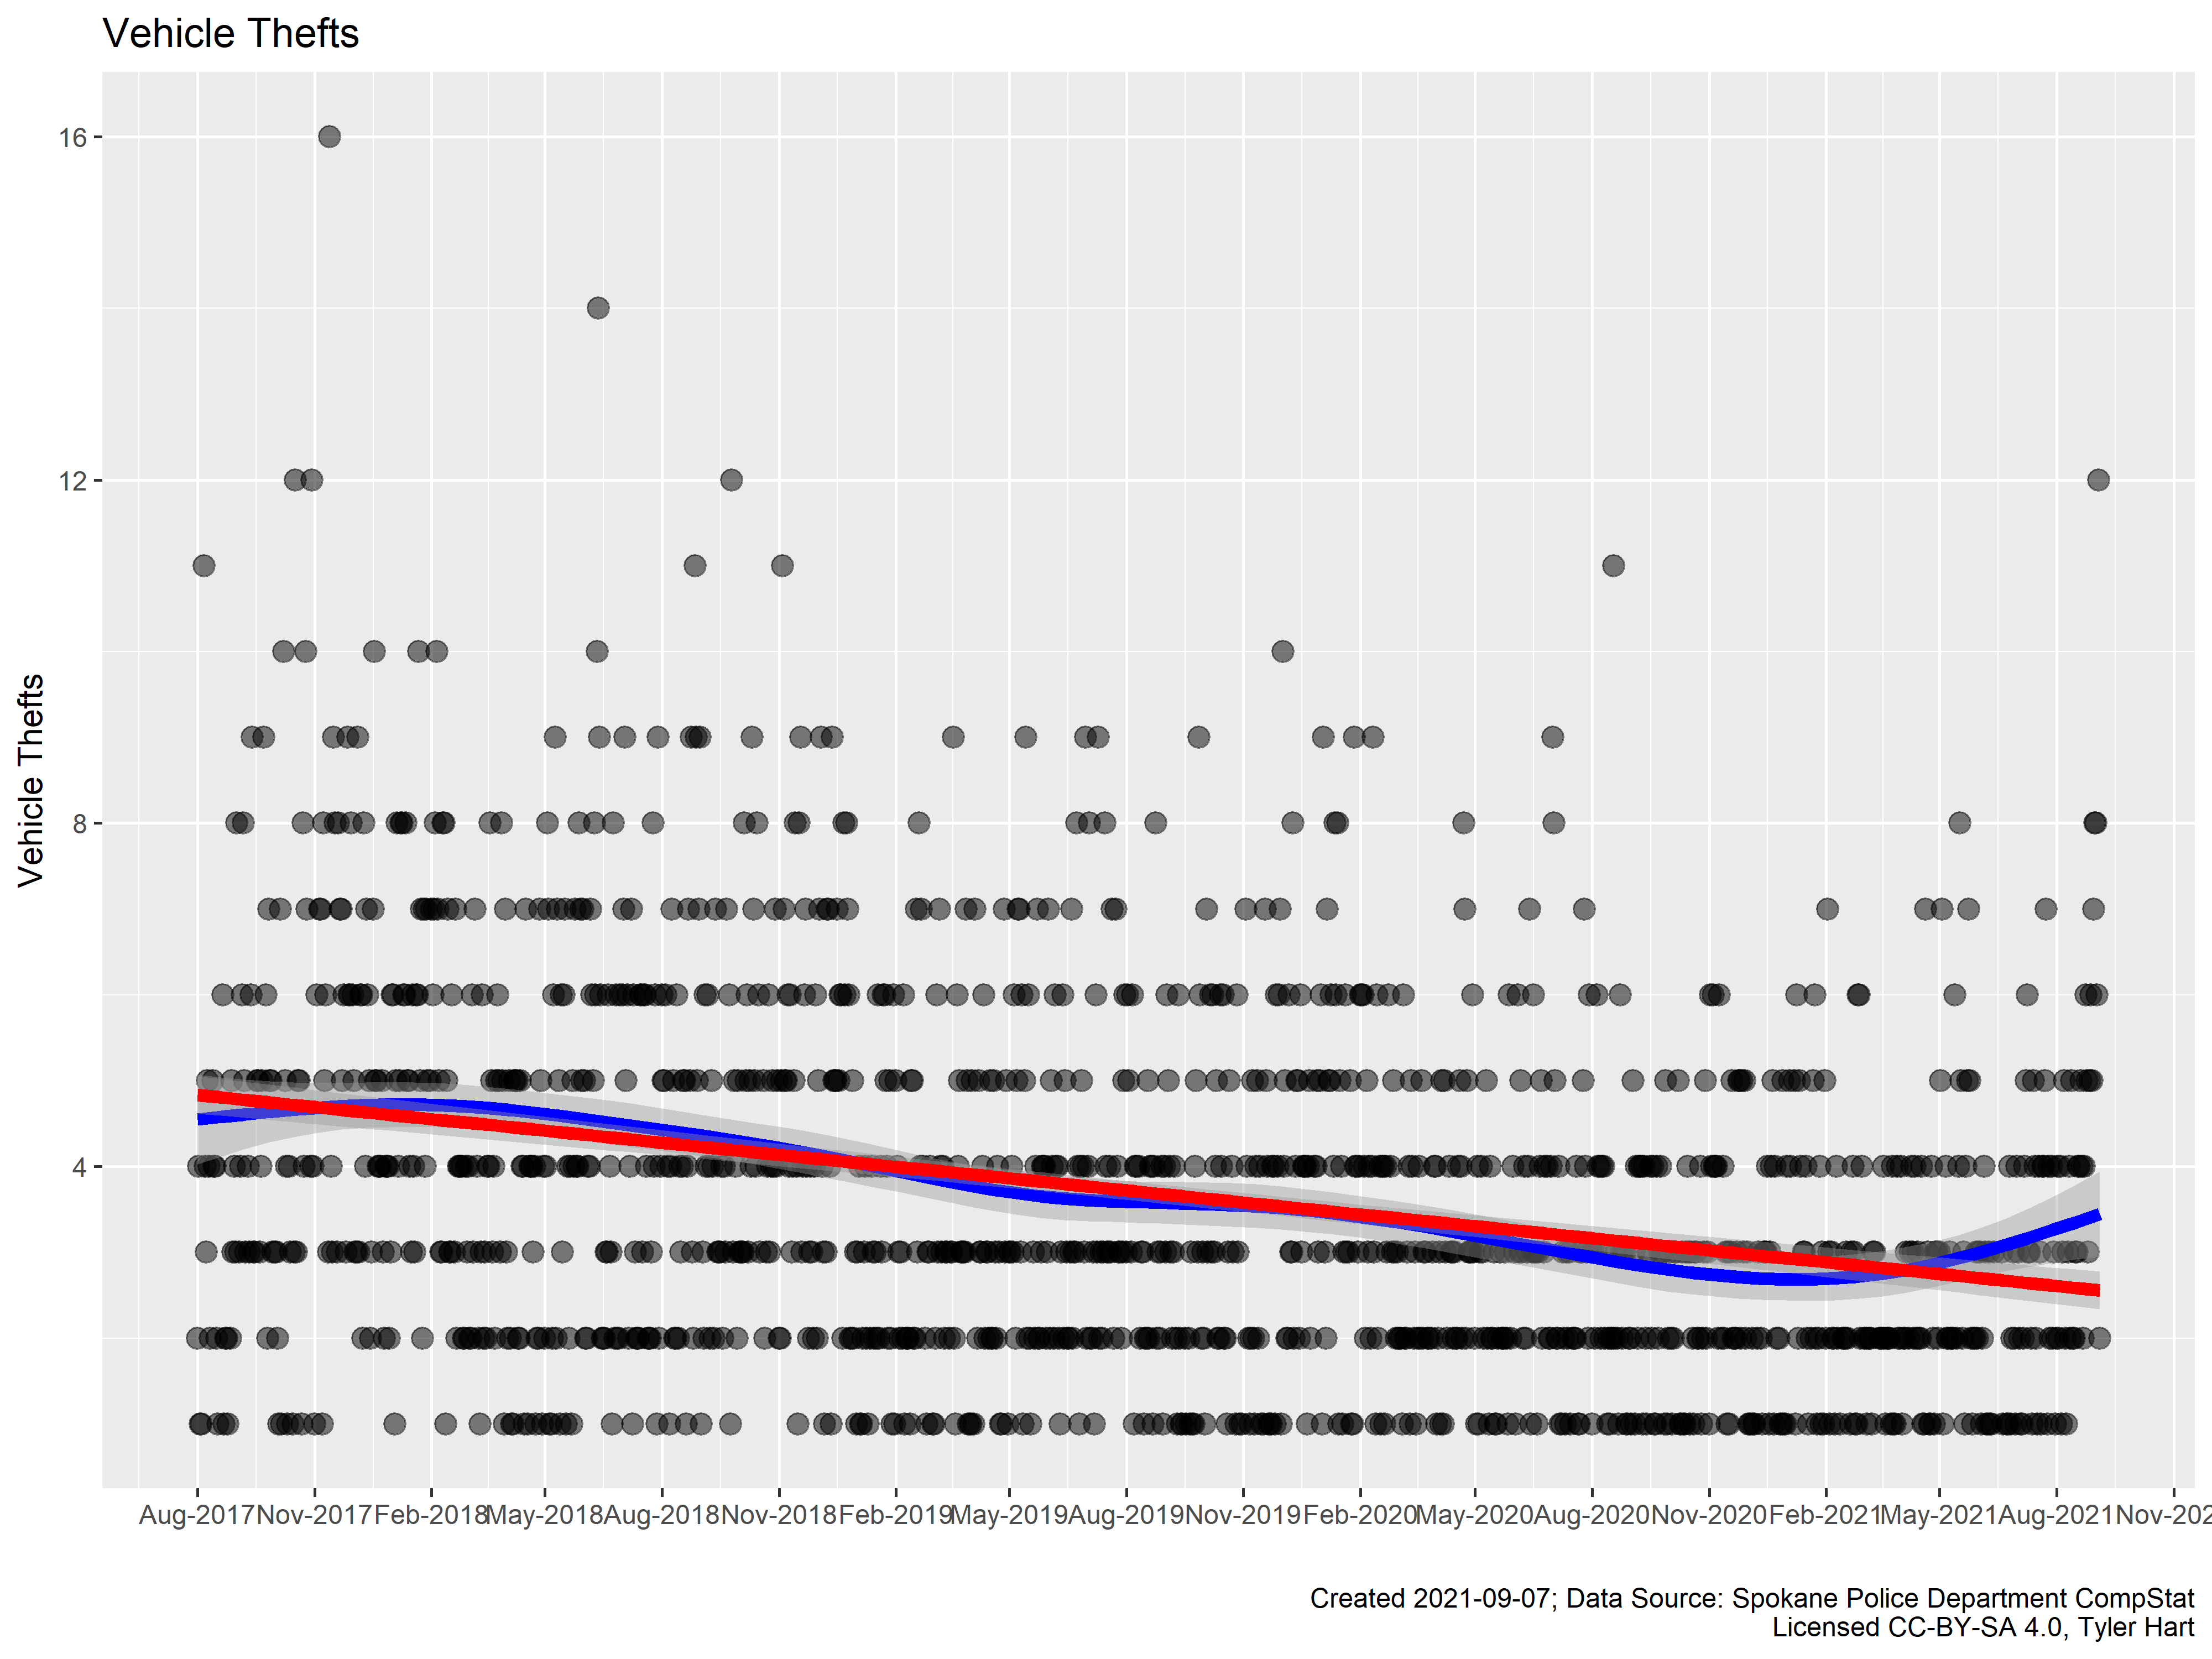 Vehicle Thefts
Vehicle Thefts
16
12
8
4
Aug-2017 Nov-2017 Feb-2018 May-2018 Aug-2018 Nov-2018 Feb-2019 May-2019 Aug-2019 Nov-2019 Feb-2020 May-2020 Aug-2020 Nov-2020 Feb-2021 May-2021 Aug-2021 Nov-202
Created 2021-09-07; Data Source: Spokane Police Department CompStat
Licensed CC-BY-SA 4.0, Tyler Hart